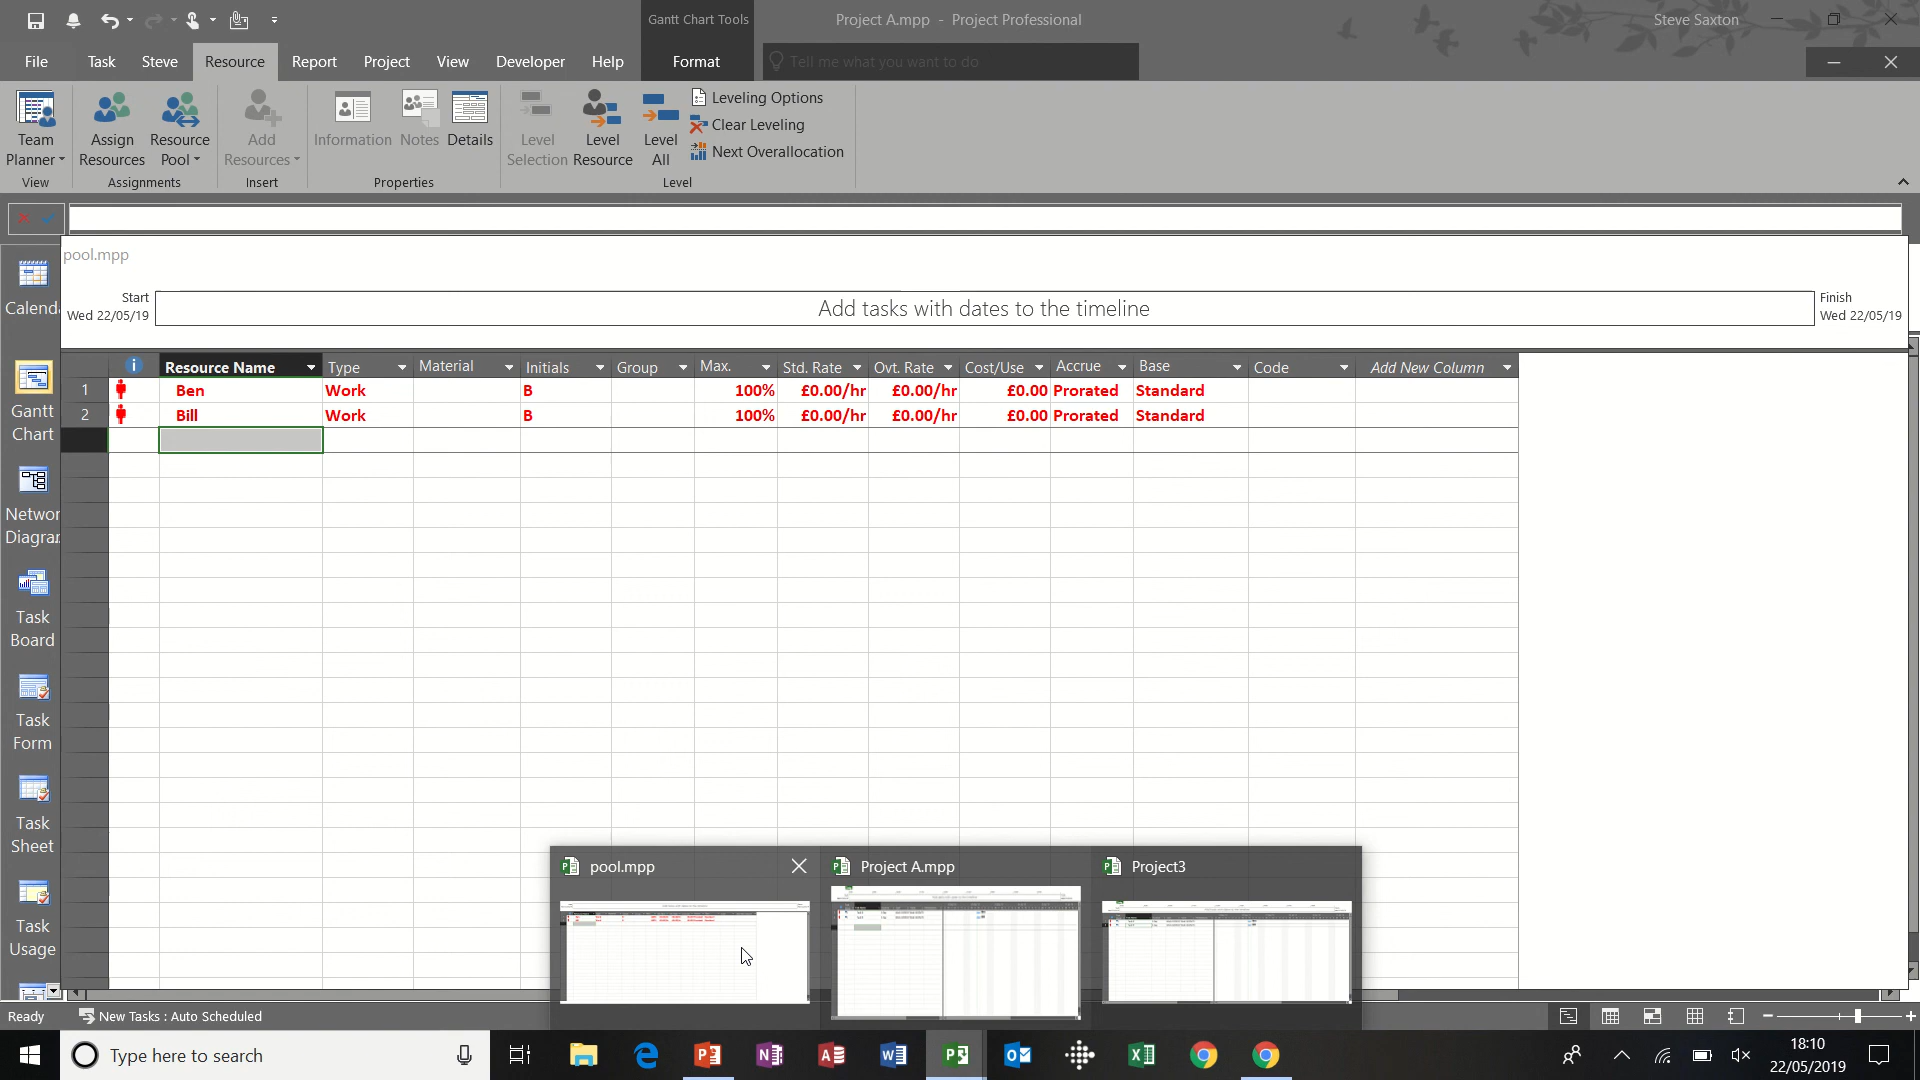 Gantt Chart Tools
Project A.mpp - Project Professional
Steve Saxton
File Task Steve Resource Report Project View Developer Help Format Tell me what you want to do
Team Planner
Assign Resources
Resource Pool
Add Resources
Information
Notes
Details
Level Selection
Level Resource
Level All
Leveling Options
Clear Leveling
Next Overallocation
View Assignments Insert Properties Level
pool.mpp
Start
Wed 22/05/19
Add tasks with dates to the timeline
Finish
Wed 22/05/19
Resource Name Type Material Initials Group Max. Std. Rate Ovt. Rate Cost/Use Accrue Base Code Add New Column
1 Ben Work B 100% £0.00/hr £0.00/hr £0.00 Prorated Standard
2 Bill Work B 100% £0.00/hr £0.00/hr £0.00 Prorated Standard
Calenda
Gantt
Chart
Networ
Diagra
Task
Board
Task
Form
Task
Sheet
Task
Usage
pool.mpp
Project A.mpp
Project3
Ready New Tasks : Auto Scheduled
Type here to search
18:10
22/05/2019